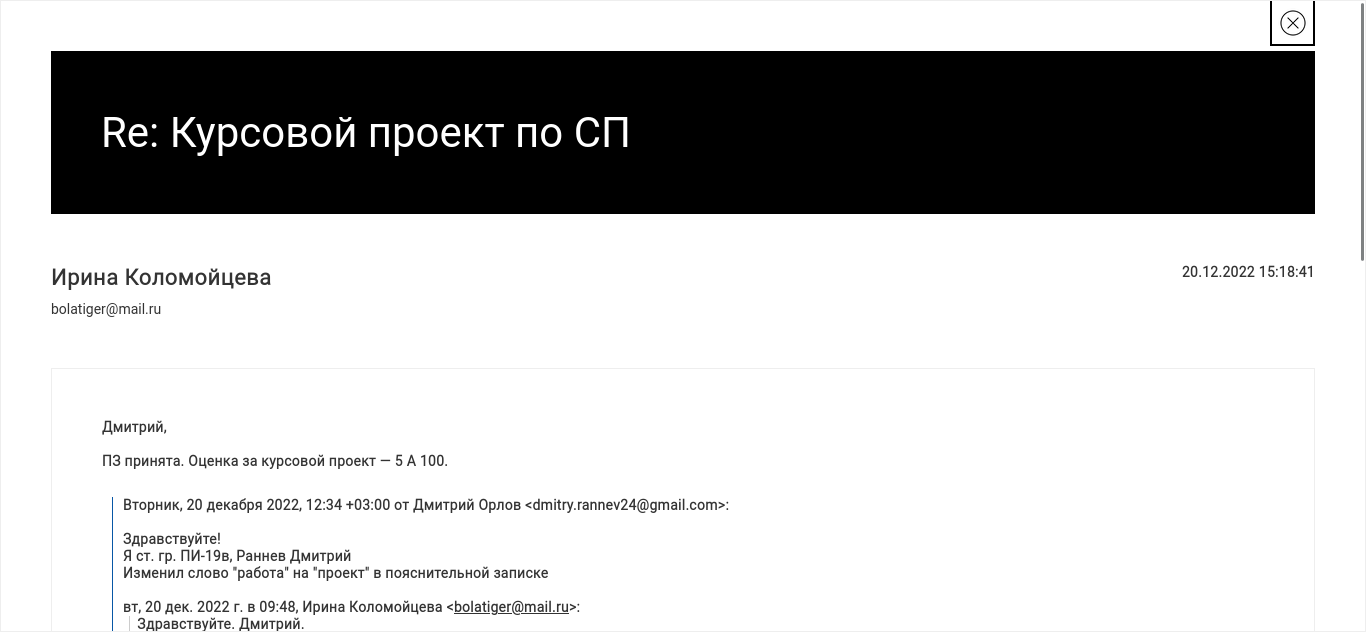 Re: Курсовой проект по СП
Ирина Коломойцева
20.12.2022 15:18:41
bolatiger@mail.ru
Дмитрий,
ПЗ принята. Оценка за курсовой проект — 5 А 100.
Вторник, 20 декабря 2022, 12:34 +03:00 от Дмитрий Орлов <dmitry.rannev24@gmail.com>:
Здравствуйте!
Я ст. гр. ПИ-19в, Раннев Дмитрий
Изменил слово "работа" на "проект" в пояснительной записке
вт, 20 дек. 2022 г. в 09:48, Ирина Коломойцева <bolatiger@mail.ru>:
Здравствуйте. Дмитрий.